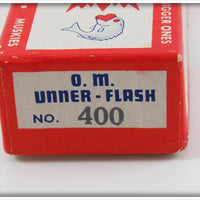 MUSKIES
GGER ONES
O. M.
UNNER - FLASH
NO. 400